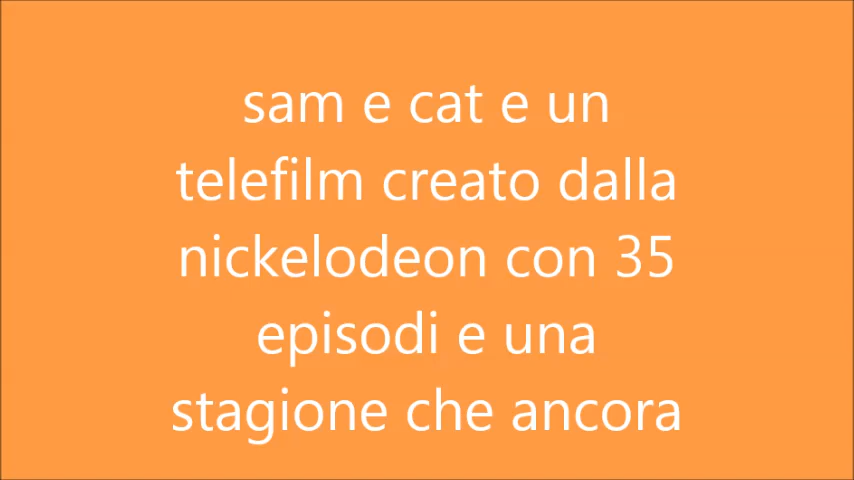 sam e cat e un
telefilm creato dalla
nickelodeon con 35
episodi e una
stagione che ancora